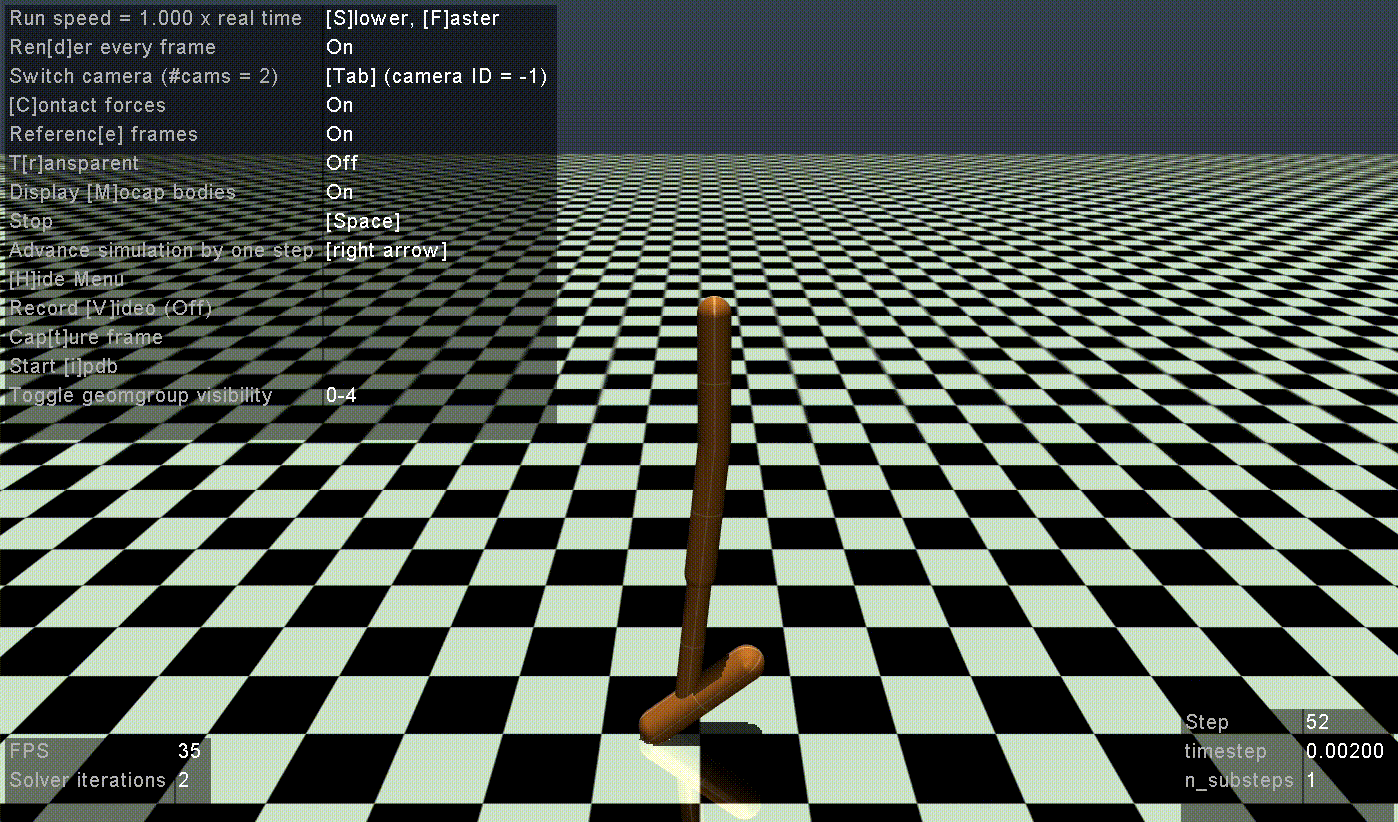 Run speed = 1.000 x real time [S]lower, [F]aster
Ren[d]er every frame On
Switch camera (#cams = 2) [Tab] (camera ID = -1)
[C]ontact forces On
Referenc[e] frames On
T[r]ansparent Off
Display [M]ocap bodies On
Stop [Space]
Advance simulation by one step [right arrow]
[H]ide Menu
Record [V]ideo (Off)
Cap[t]ure frame
Start [i]pdb
Toggle geomgroup visibility 0-4
FPS 35
Solver iterations 2
Step 52
timestep 0.00200
n_substeps 1